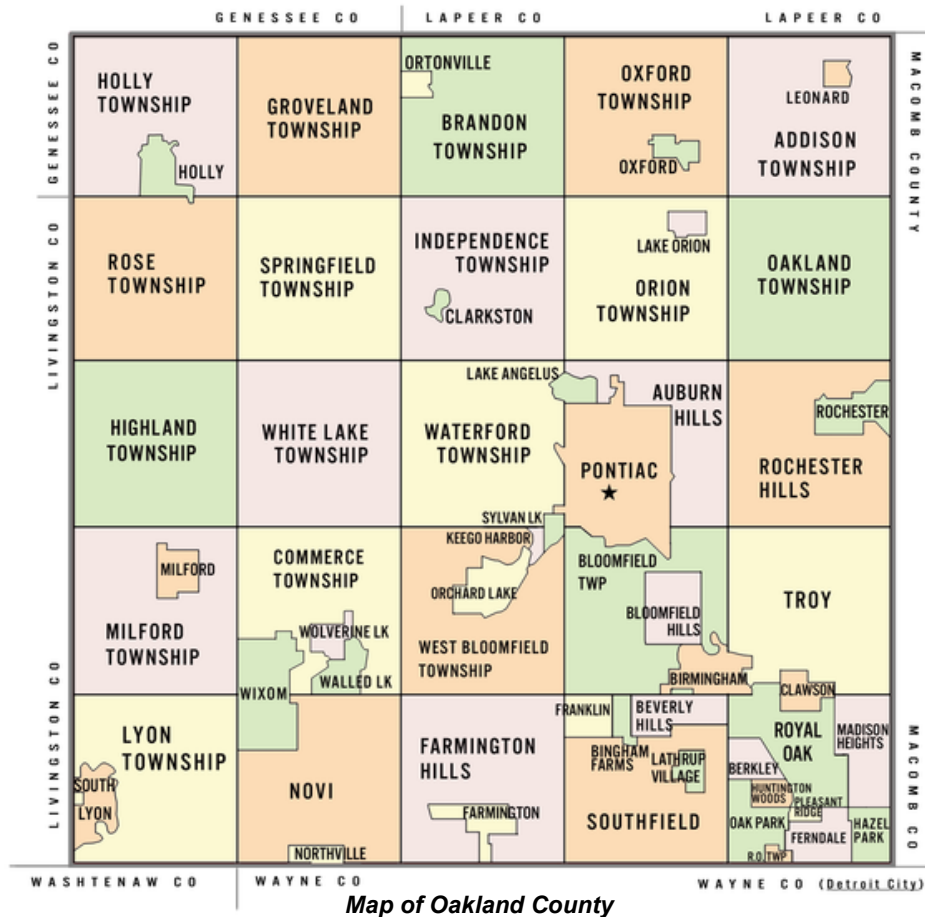 GENESSEE CO
LAPEER CO
LAPEER CO
GENESSEE CO
MACOMB COUNTY
HOLLY
TOWNSHIP
HOLLY
GROVELAND
TOWNSHIP
ORTONVILLE
BRANDON
TOWNSHIP
OXFORD
TOWNSHIP
OXFORD
LEONARD
ADDISON
TOWNSHIP
LIVINGSTON CO
ROSE
TOWNSHIP
SPRINGFIELD
TOWNSHIP
INDEPENDENCE
TOWNSHIP
CLARKSTON
LAKE ORION
ORION
TOWNSHIP
OAKLAND
TOWNSHIP
HIGHLAND
TOWNSHIP
WHITE LAKE
TOWNSHIP
LAKE ANGELUS
WATERFORD
TOWNSHIP
AUBURN
HILLS
PONTIAC
ROCHESTER
ROCHESTER
HILLS
SYLVAN LK
KEEGO HARBOR
MILFORD
MILFORD
TOWNSHIP
COMMERCE
TOWNSHIP
WOLVERINE LK
WALLED LK
WIXOM
ORCHARD LAKE
WEST BLOOMFIELD
TOWNSHIP
BLOOMFIELD
TWP
BLOOMFIELD
HILLS
BIRMINGHAM
TROY
CLAWSON
LIVINGSTON CO
MACOMB CO
LYON
TOWNSHIP
SOUTH
LYON
NOVI
NORTHVILLE
FARMINGTON
HILLS
FARMINGTON
FRANKLIN
BEVERLY
HILLS
BINGHAM
FARMS
LATHRUP
VILLAGE
SOUTHFIELD
ROYAL
OAK
MADISON
HEIGHTS
BERKLEY
HUNTINGTON
WOODS
PLEASANT
RIDGE
OAK PARK
FERNDALE
HAZEL
PARK
R.O.TWP
WASHTENAW CO
WAYNE CO
WAYNE CO (Detroit City)
Map of Oakland County